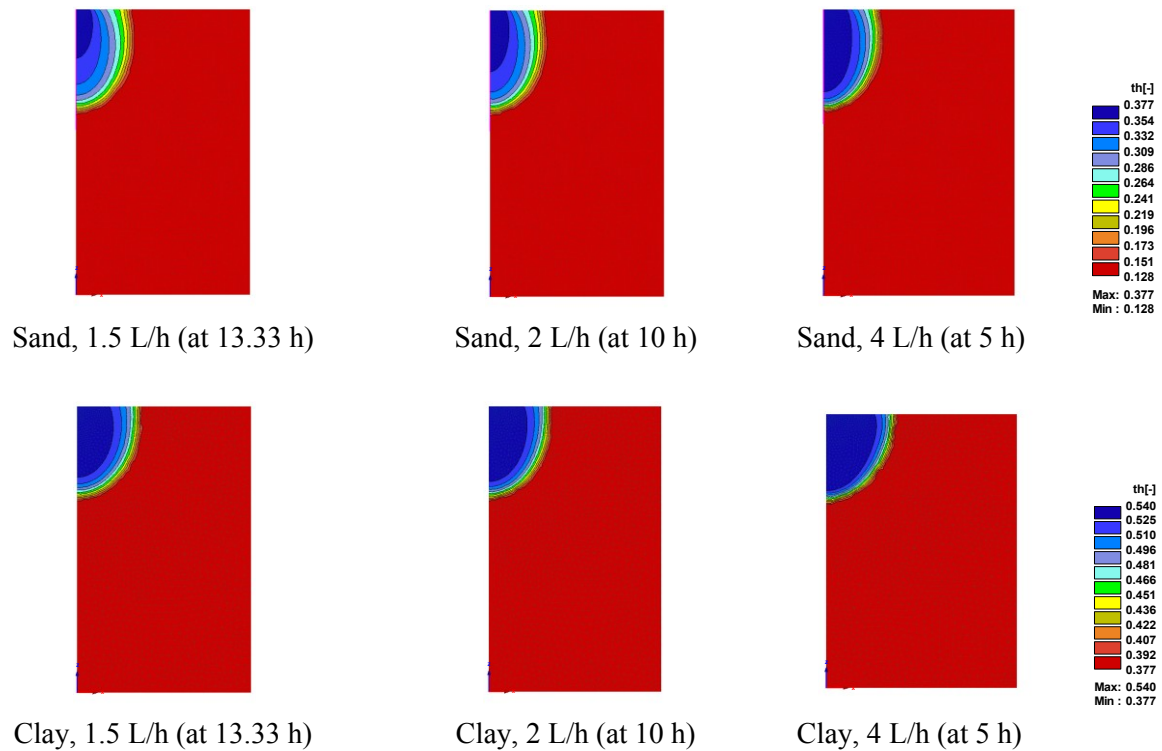 th[-]
0.377
0.354
0.332
0.309
0.286
0.264
0.241
0.219
0.196
0.173
0.151
0.128
Max: 0.377
Min : 0.128
Sand, 1.5 L/h (at 13.33 h)
Sand, 2 L/h (at 10 h)
Sand, 4 L/h (at 5 h)
th[-]
0.540
0.525
0.510
0.496
0.481
0.466
0.451
0.436
0.422
0.407
0.392
0.377
Max: 0.540
Min : 0.377
Clay, 1.5 L/h (at 13.33 h)
Clay, 2 L/h (at 10 h)
Clay, 4 L/h (at 5 h)